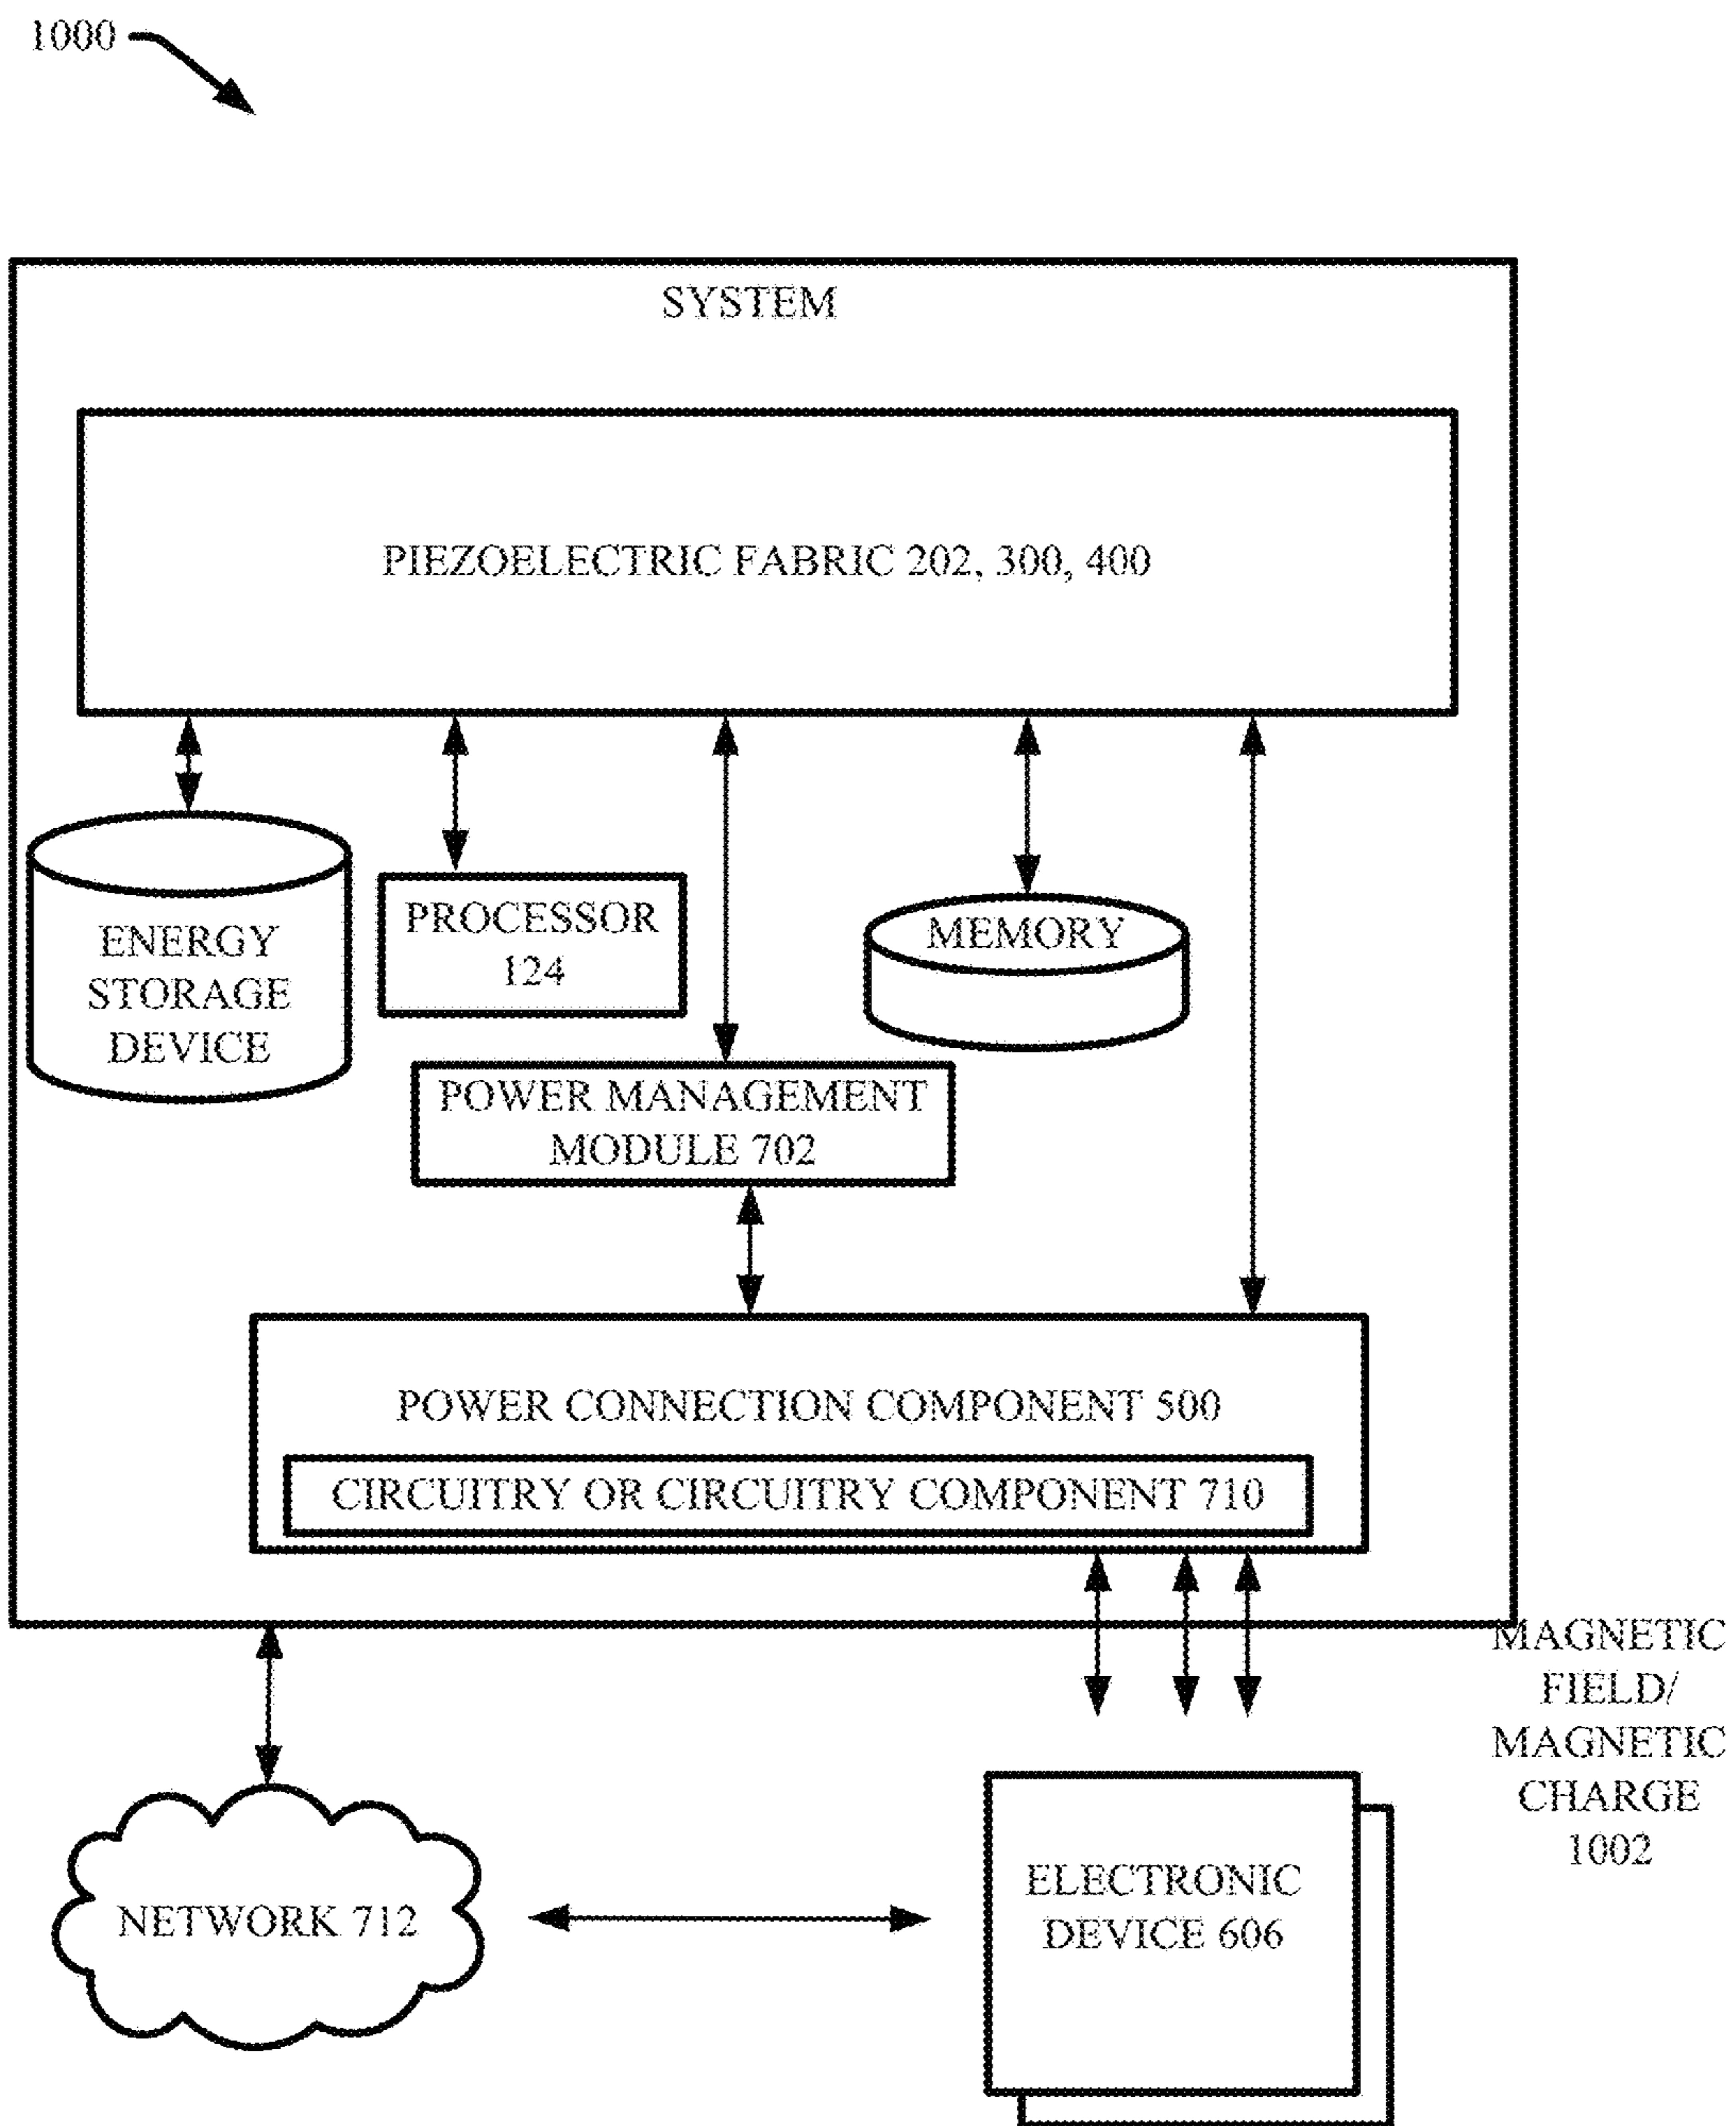 1000
SYSTEM
PIEZOELECTRIC FABRIC 202, 300, 400
ENERGY
STORAGE
DEVICE
PROCESSOR
124
MEMORY
POWER MANAGEMENT
MODULE 702
POWER CONNECTION COMPONENT 500
CIRCUITRY OR CIRCUITRY COMPONENT 710
MAGNETIC
FIELD/
MAGNETIC
CHARGE
1002
NETWORK 712
ELECTRONIC
DEVICE 606